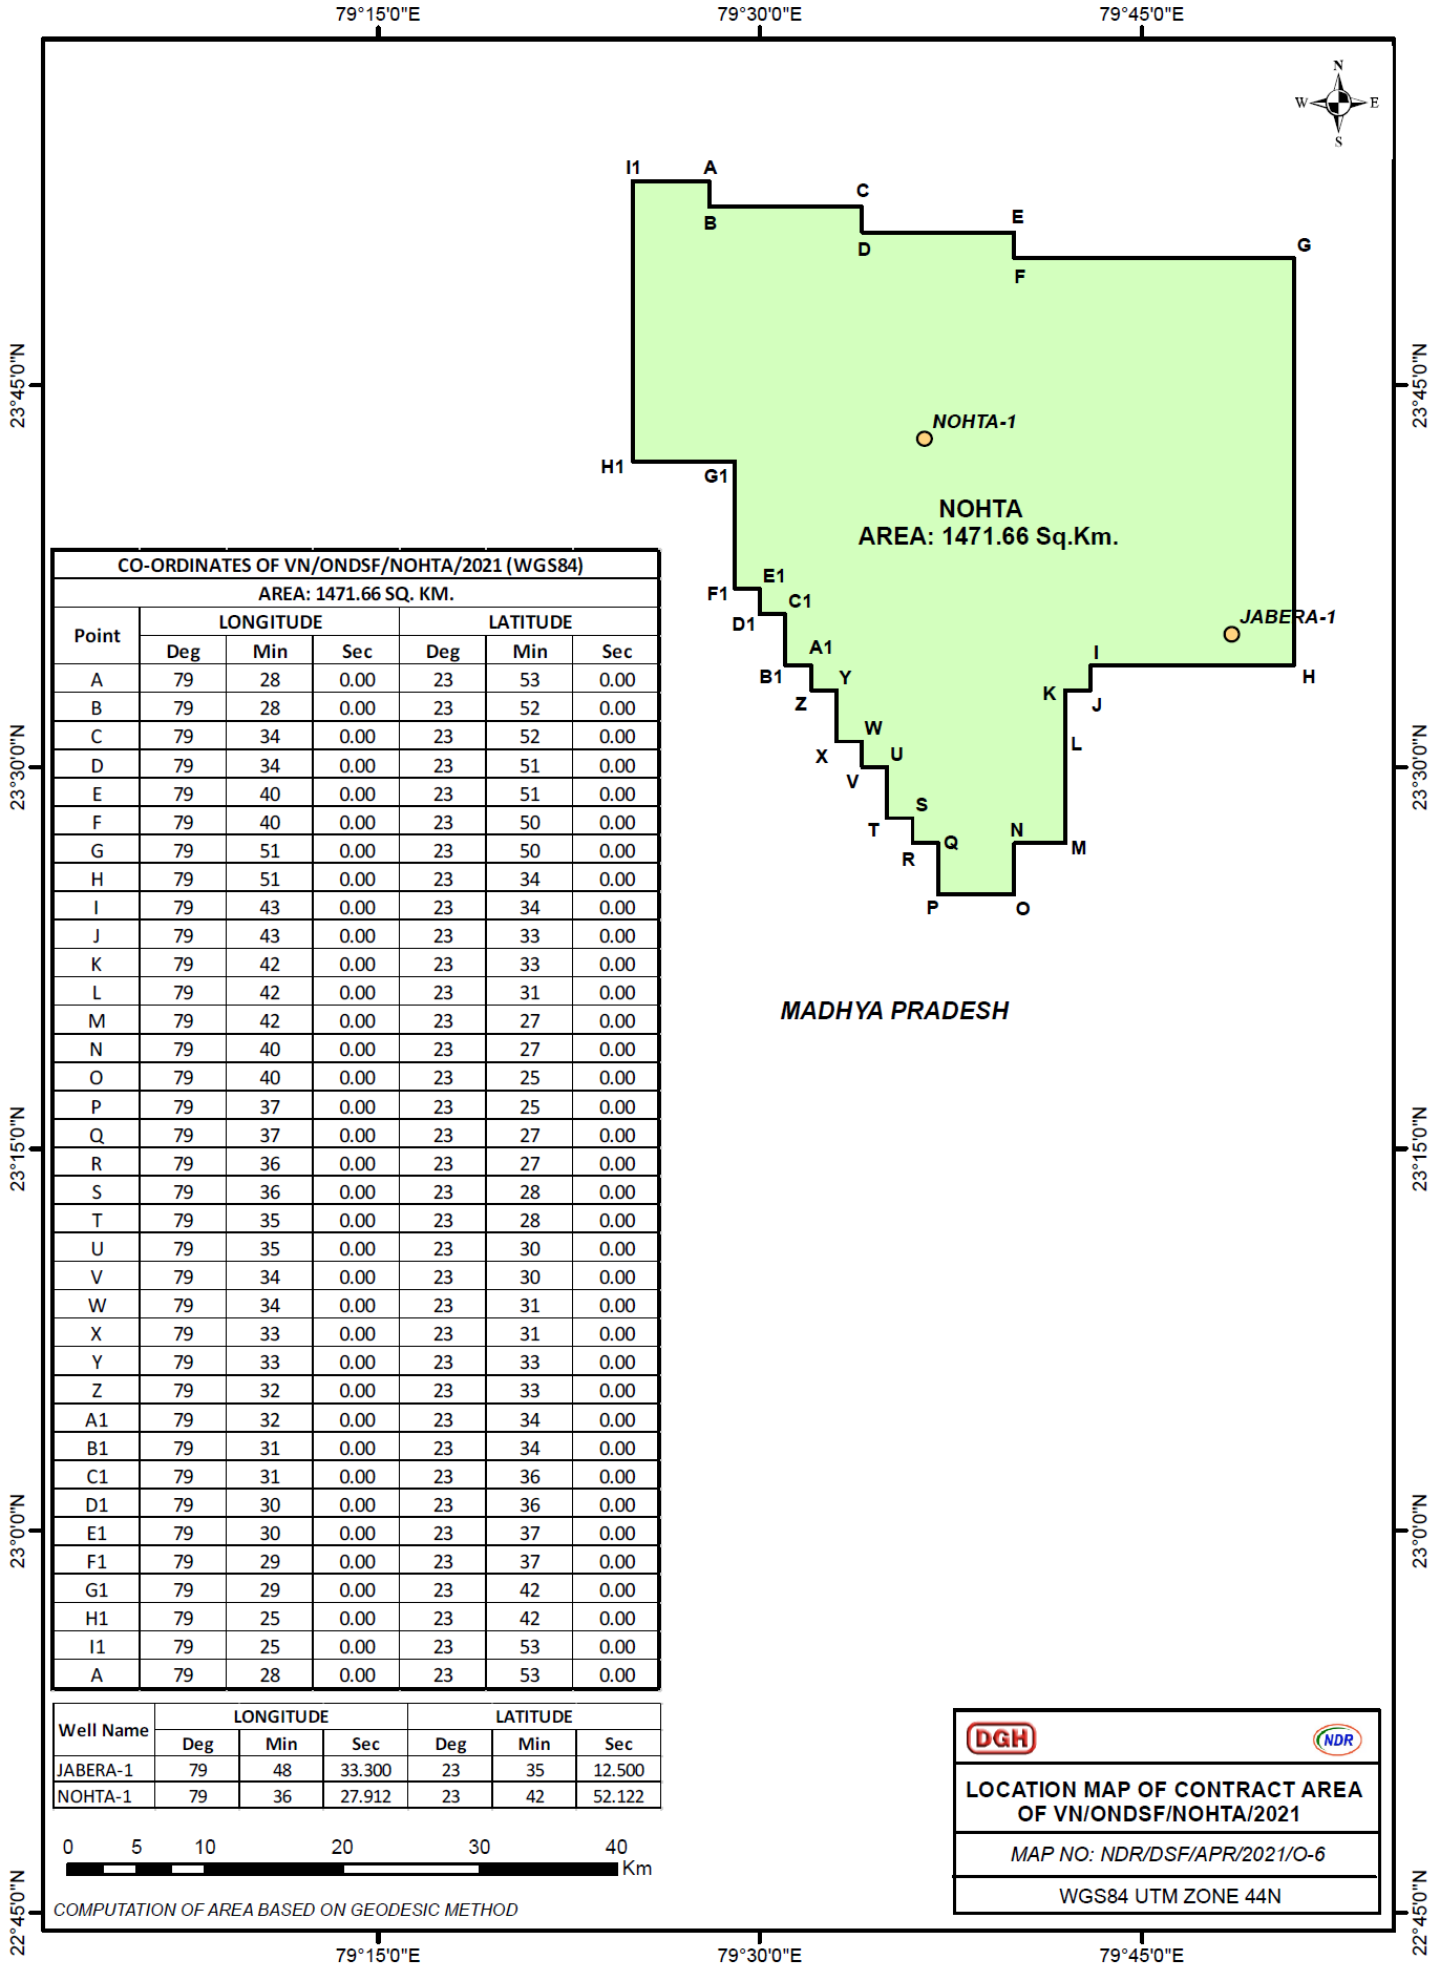 79°15'0"E 79°30'0"E 79°45'0"E
N
W E
S
I1 A
C
B
E
D
G
F
23°45'0"N 23°45'0"N
NOHTA-1
H1
G1
NOHTA
AREA: 1471.66 Sq.Km.
E1
F1
C1
D1
JABERA-1
A1
I
B1
Y
H
Z
K
J
W
L
X
U
V
23°30'0"N 23°30'0"N
S
T
N
Q
M
R
P
O
MADHYA PRADESH
CO-ORDINATES OF VN/ONDSF/NOHTA/2021 (WGS84)
AREA: 1471.66 SQ. KM.
Point LONGITUDE LATITUDE
Deg Min Sec Deg Min Sec
A 79 28 0.00 23 53 0.00
B 79 28 0.00 23 52 0.00
C 79 34 0.00 23 52 0.00
D 79 34 0.00 23 51 0.00
E 79 40 0.00 23 51 0.00
F 79 40 0.00 23 50 0.00
G 79 51 0.00 23 50 0.00
H 79 51 0.00 23 34 0.00
I 79 43 0.00 23 34 0.00
J 79 43 0.00 23 33 0.00
K 79 42 0.00 23 33 0.00
L 79 42 0.00 23 31 0.00
M 79 42 0.00 23 27 0.00
N 79 40 0.00 23 27 0.00
O 79 40 0.00 23 25 0.00
P 79 37 0.00 23 25 0.00
Q 79 37 0.00 23 27 0.00
R 79 36 0.00 23 27 0.00
S 79 36 0.00 23 28 0.00
T 79 35 0.00 23 28 0.00
U 79 35 0.00 23 30 0.00
V 79 34 0.00 23 30 0.00
W 79 34 0.00 23 31 0.00
X 79 33 0.00 23 31 0.00
Y 79 33 0.00 23 33 0.00
Z 79 32 0.00 23 33 0.00
A1 79 32 0.00 23 34 0.00
B1 79 31 0.00 23 34 0.00
C1 79 31 0.00 23 36 0.00
D1 79 30 0.00 23 36 0.00
E1 79 30 0.00 23 37 0.00
F1 79 29 0.00 23 37 0.00
G1 79 29 0.00 23 42 0.00
H1 79 25 0.00 23 42 0.00
I1 79 25 0.00 23 53 0.00
A 79 28 0.00 23 53 0.00
23°15'0"N 23°15'0"N
23°0'0"N 23°0'0"N
Well Name LONGITUDE LATITUDE
Deg Min Sec Deg Min Sec
JABERA-1 79 48 33.300 23 35 12.500
NOHTA-1 79 36 27.912 23 42 52.122
0 5 10 20 30 40
Km
COMPUTATION OF AREA BASED ON GEODESIC METHOD
DGH NDR
LOCATION MAP OF CONTRACT AREA
OF VN/ONDSF/NOHTA/2021
MAP NO: NDR/DSF/APR/2021/O-6
WGS84 UTM ZONE 44N
22°45'0"N 22°45'0"N
79°15'0"E 79°30'0"E 79°45'0"E